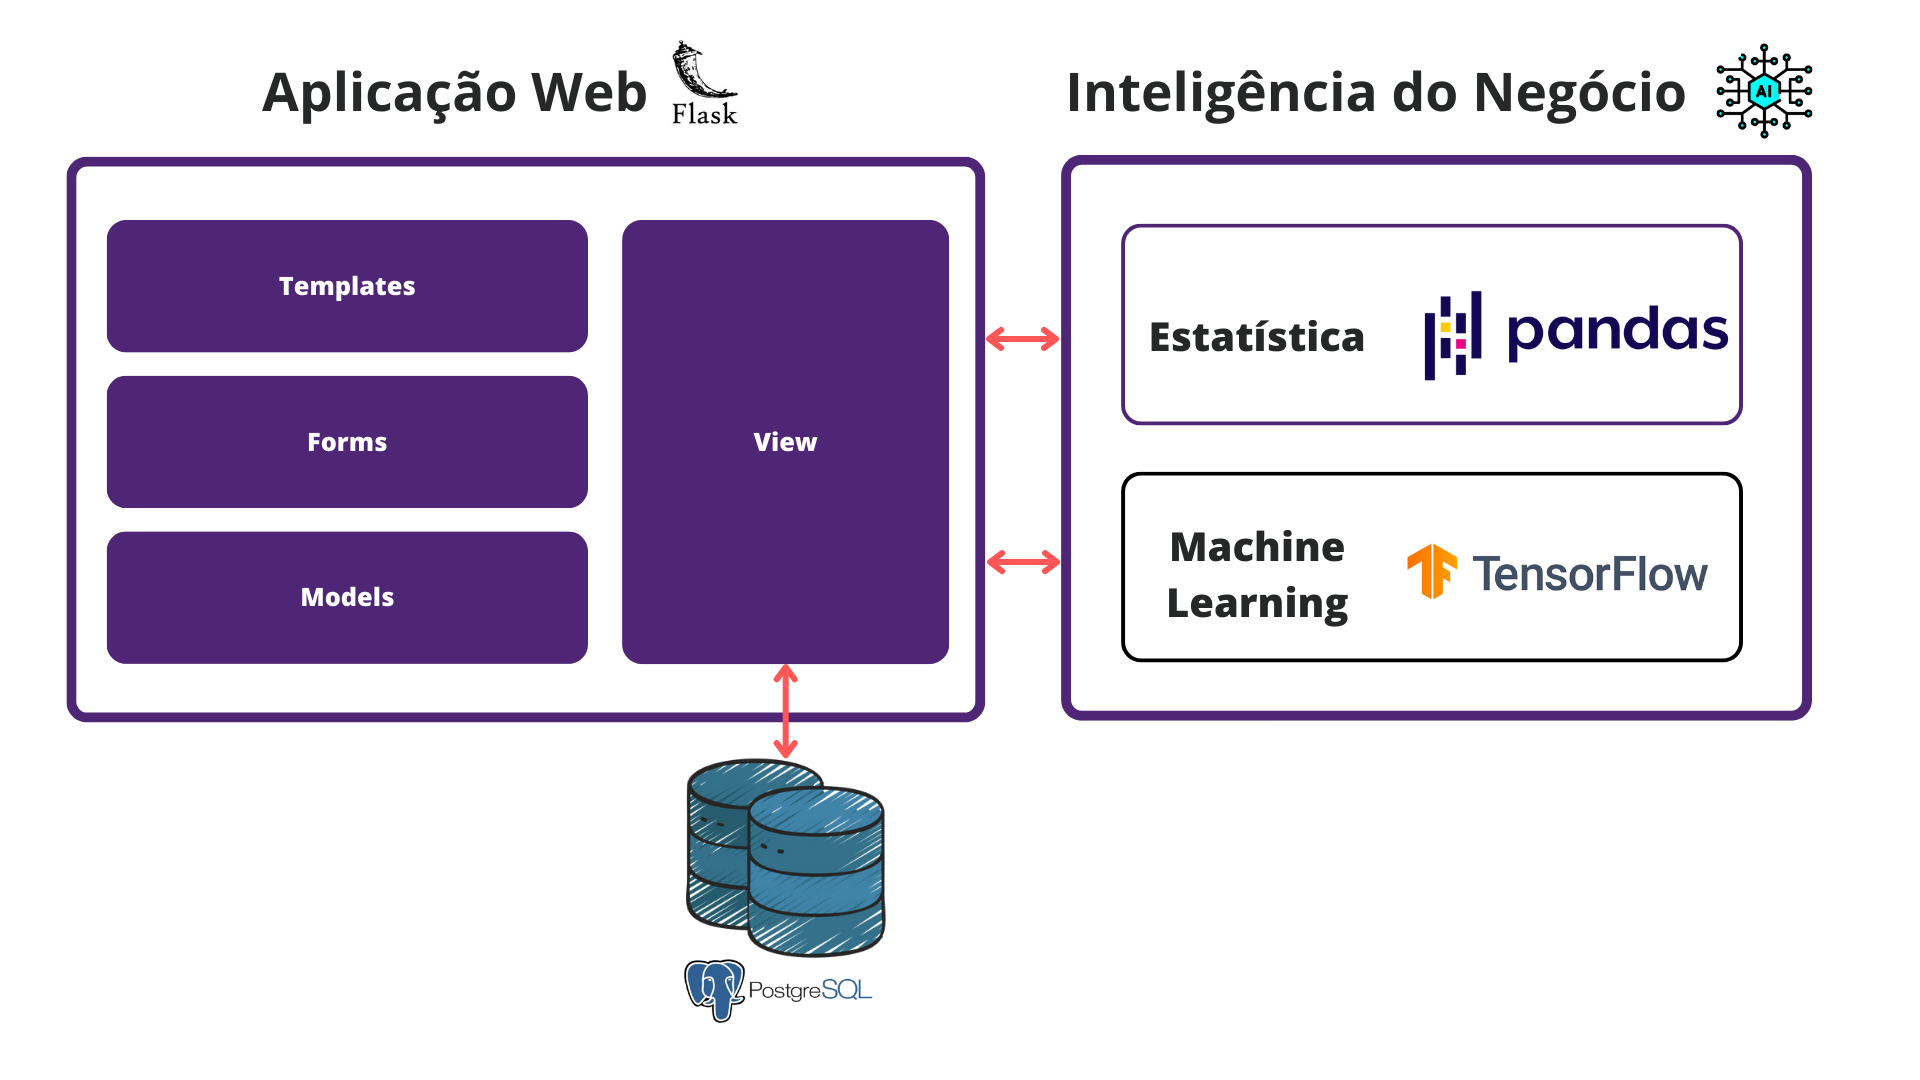 Aplicação Web
Flask
Inteligência do Negócio
AI
Templates
Forms
Models
View
Estatística
pandas
Machine
Learning
TensorFlow
PostgreSQL